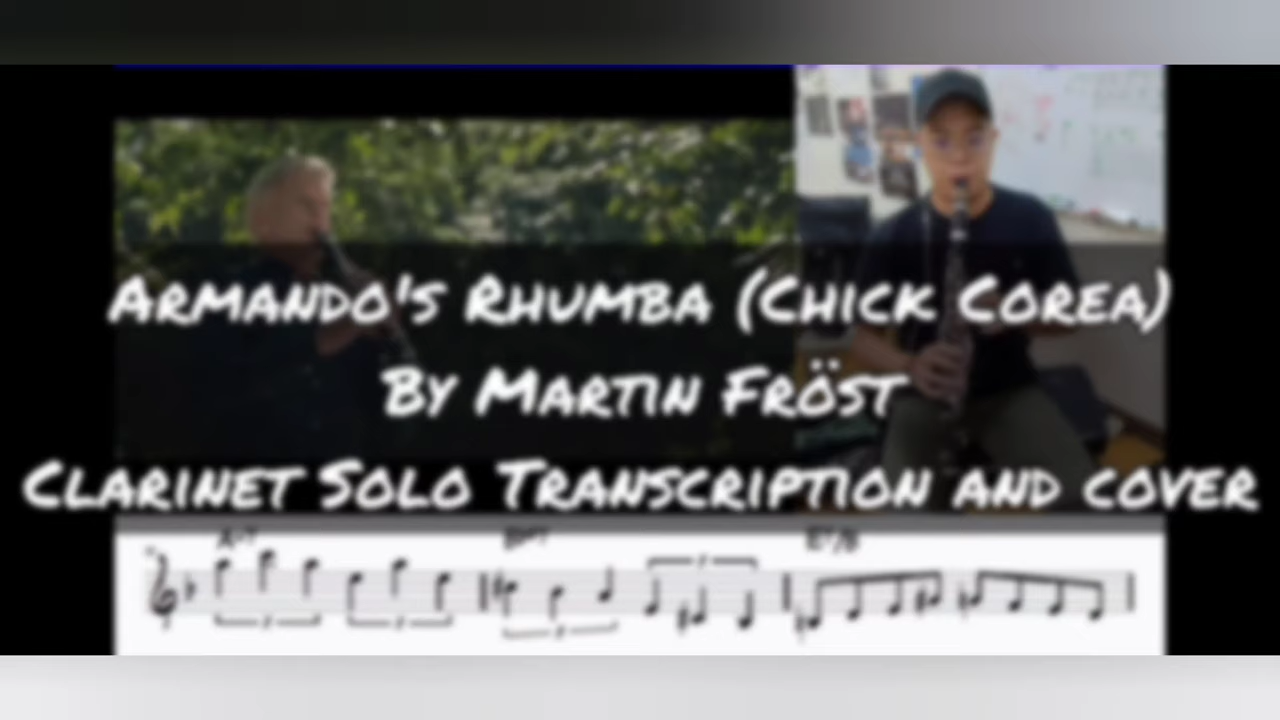 Armando's Rhumba (Chick Corea)
By Martin Fröst
Clarinet Solo Transcription and cover